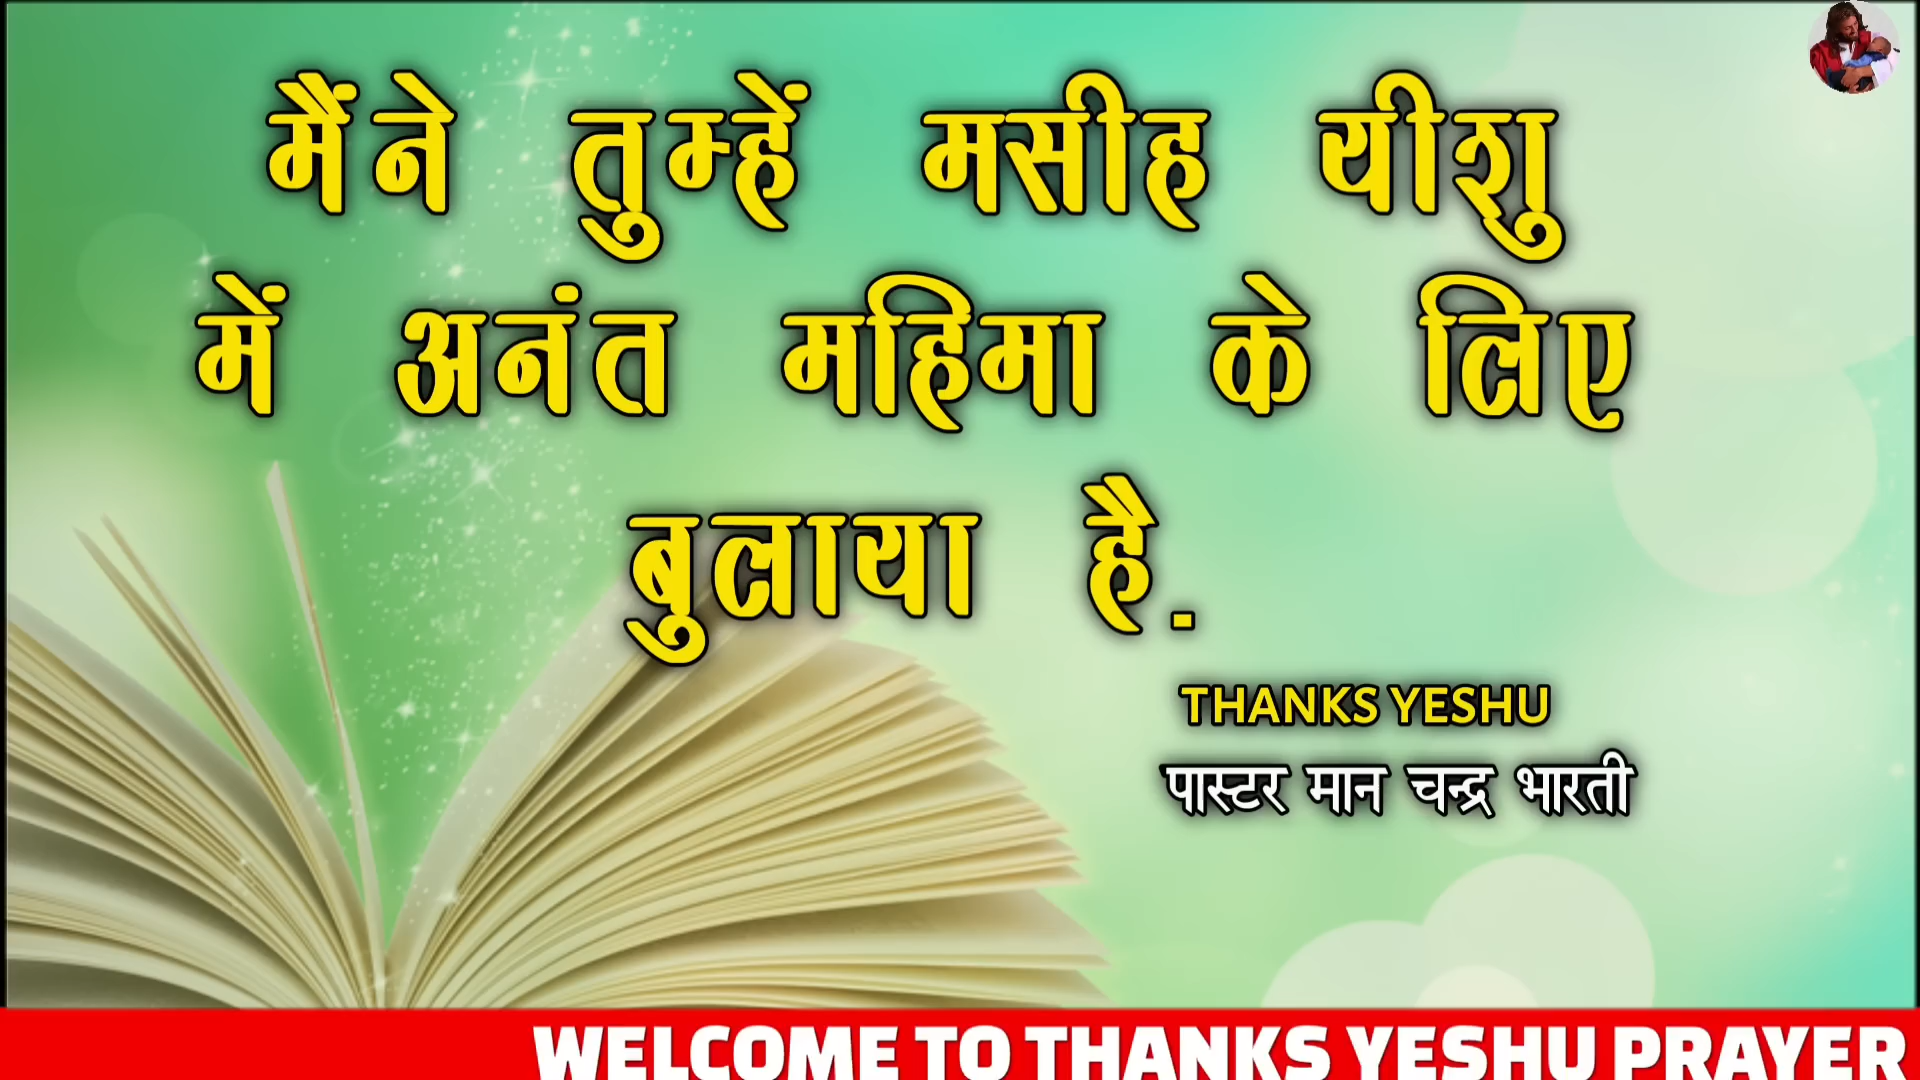 मैंने तुम्हें मसीह यीशु
में अनंत महिमा के लिए
बुलाया है.
THANKS YESHU
पास्टर मान चन्द्र भारती
WELCOME TO THANKS YESHU PRAYER